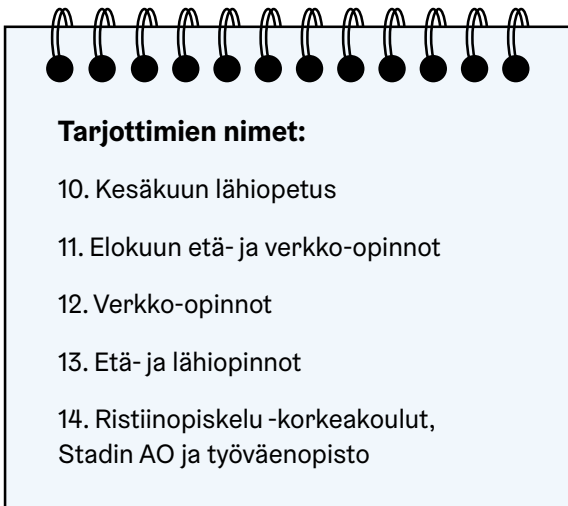 Tarjottimien nimet:
10. Kesäkuun lähiopetus
11. Elokuun etä- ja verkko-opinnot
12. Verkko-opinnot
13. Etä- ja lähiopinnot
14. Ristiinopiskelu -korkeakoulut,
Stadin AO ja työväenopisto